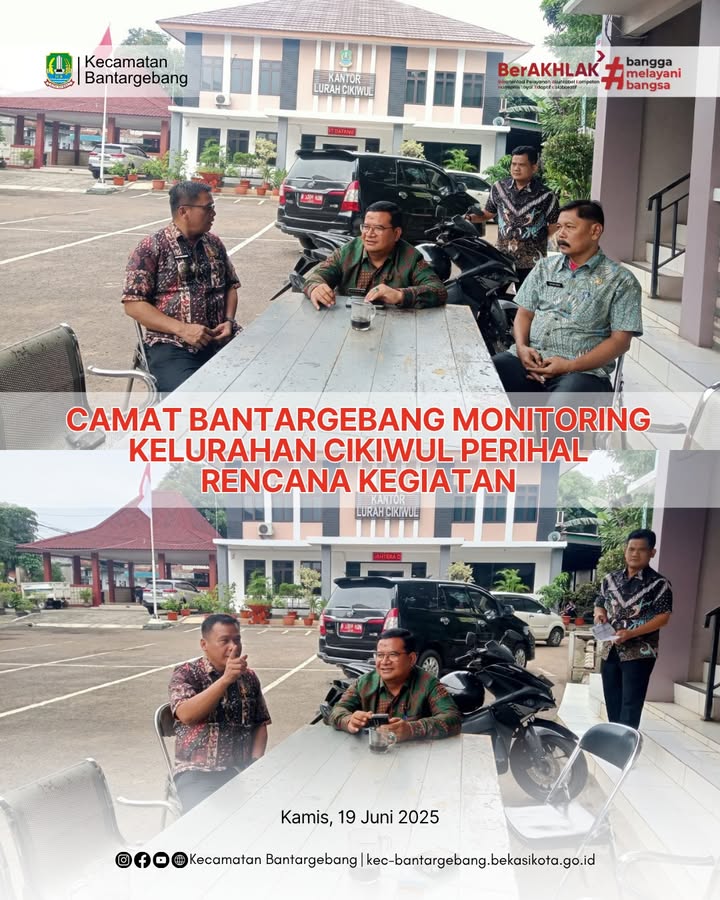 Kecamatan
Bantargebang
BerAKHLAK
#bangga
melayani
bangsa
KANTOR
LURAH CIKIWUL
CAMAT BANTARGEBANG MONITORING
KELURAHAN CIKIWUL PERIHAL
RENCANA KEGIATAN
KANTOR
LURAH CIKIWUL
Kamis, 19 Juni 2025
Kecamatan Bantargebang | kec-bantargebang.bekasikota.go.id